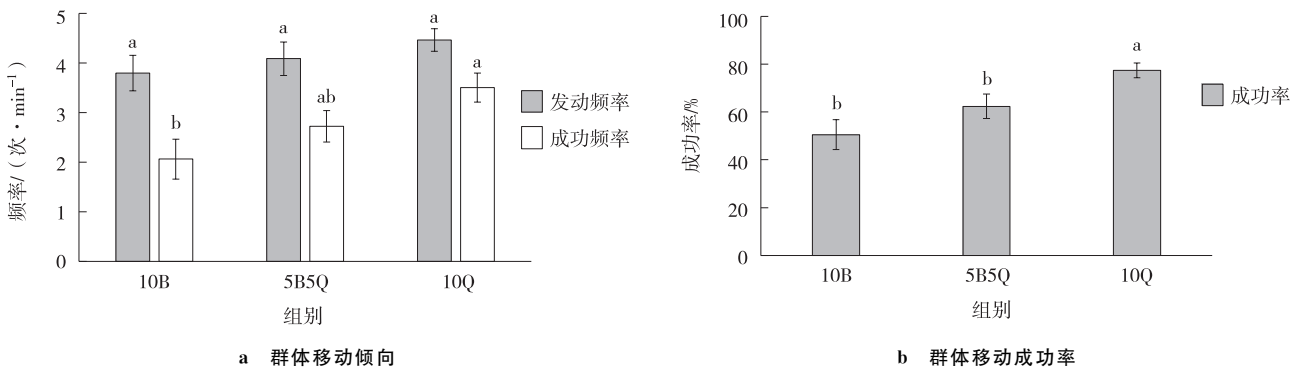 5
4
3
2
1
0
频率/（次·min⁻¹）
a
b
a
ab
a
a
10B
5B5Q
10Q
组别
发动频率
成功频率
a 群体移动倾向
100
80
60
40
20
0
成功率/%
b
b
a
10B
5B5Q
10Q
组别
成功率
b 群体移动成功率